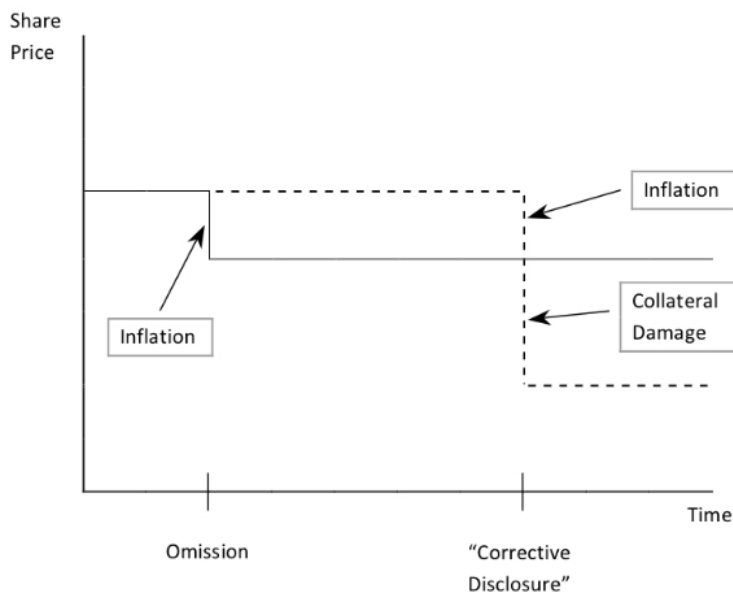 Share
Price
Inflation
Collateral
Damage
Inflation
Time
Omission
“Corrective
Disclosure”